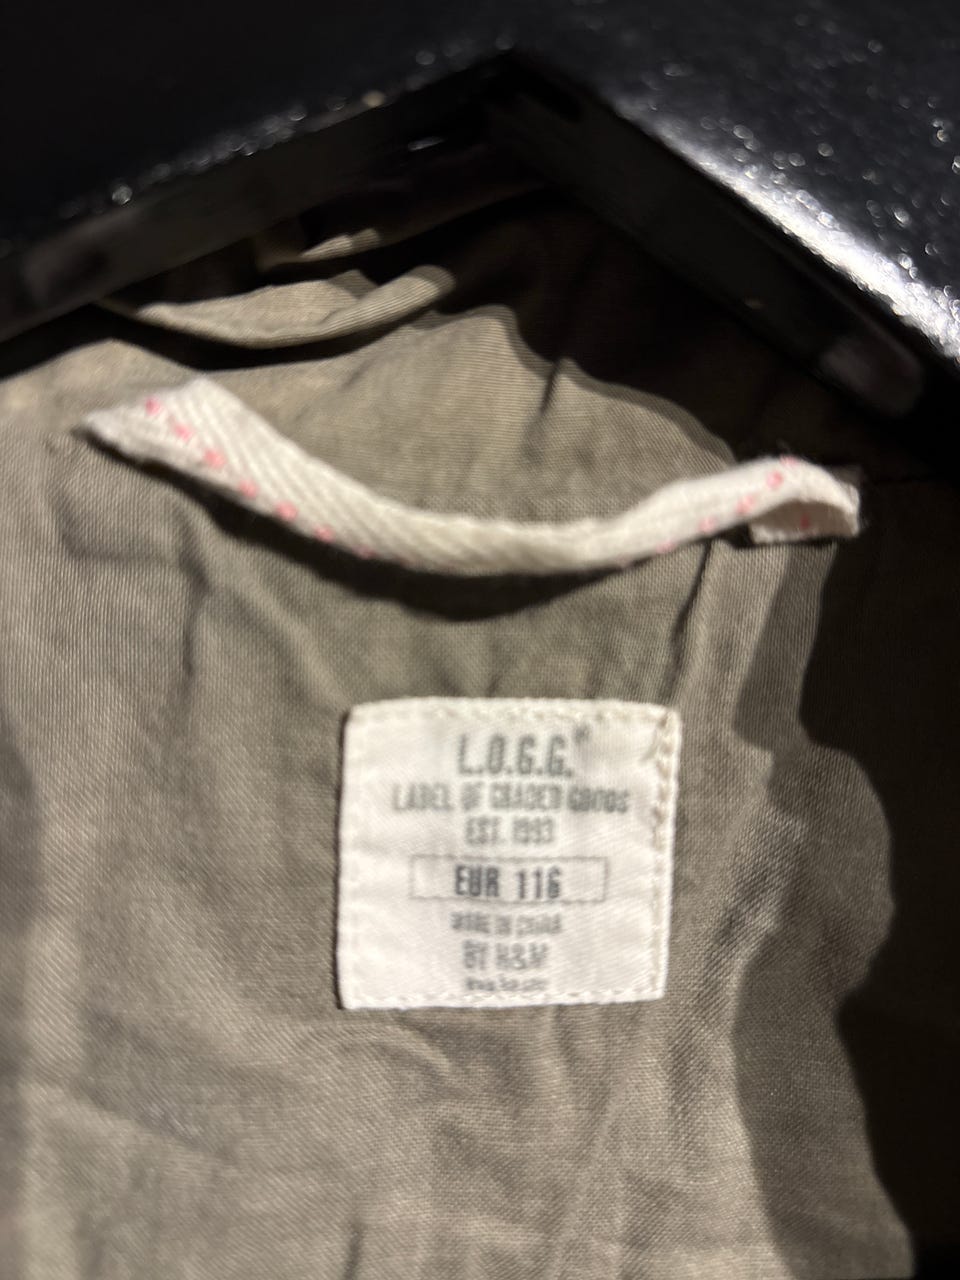 L.O.G.G.®
LABEL OF GRADED GOODS
EST. 1993
EUR 116
MADE IN CHINA
BY H&M